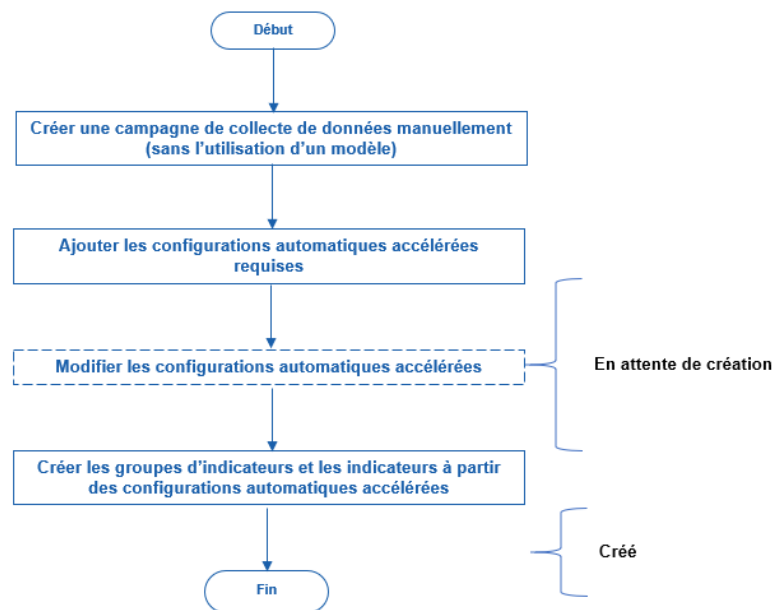 Début
Créer une campagne de collecte de données manuellement
(sans l'utilisation d'un modèle)
Ajouter les configurations automatiques accélérées
requises
Modifier les configurations automatiques accélérées
En attente de création
Créer les groupes d'indicateurs et les indicateurs à partir
des configurations automatiques accélérées
Créé
Fin